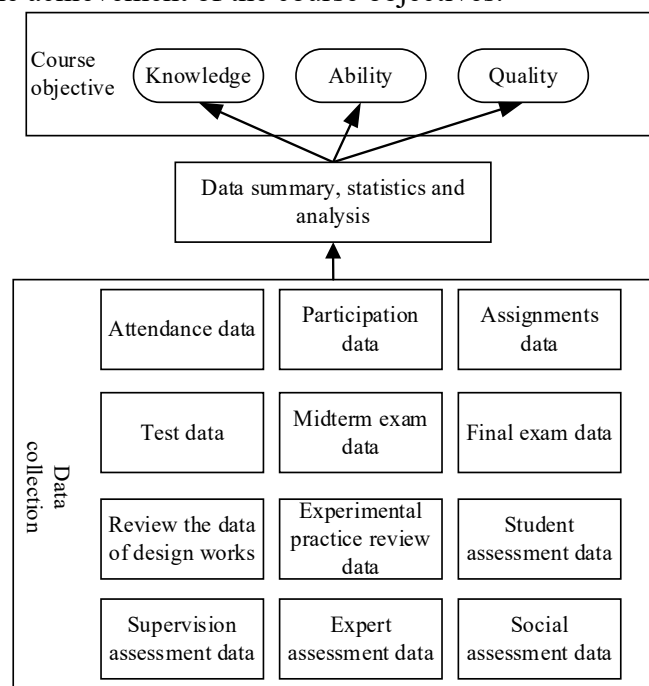 e achievement of the course objectives.
Course
objective
Knowledge
Ability
Quality
Data summary, statistics and
analysis
Data
collection
Attendance data
Participation
data
Assignments
data
Test data
Midterm exam
data
Final exam data
Review the data
of design works
Experimental
practice review
data
Student
assessment data
Supervision
assessment data
Expert
assessment data
Social
assessment data